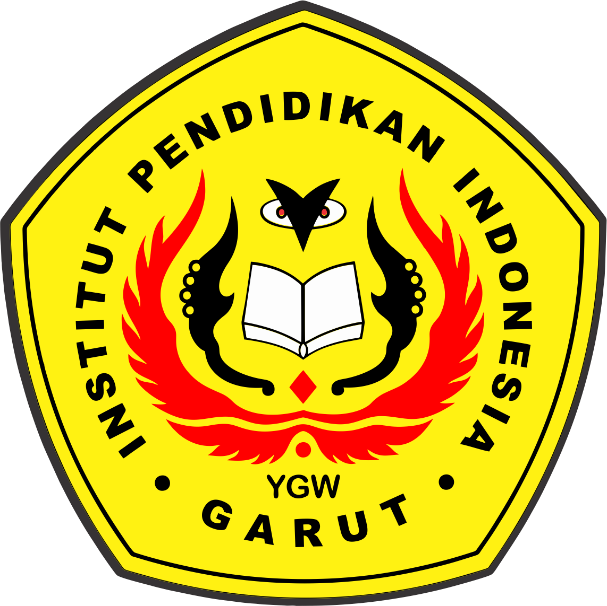 INSTITUT PENDIDIKAN INDONESIA
YGW
• GARUT •